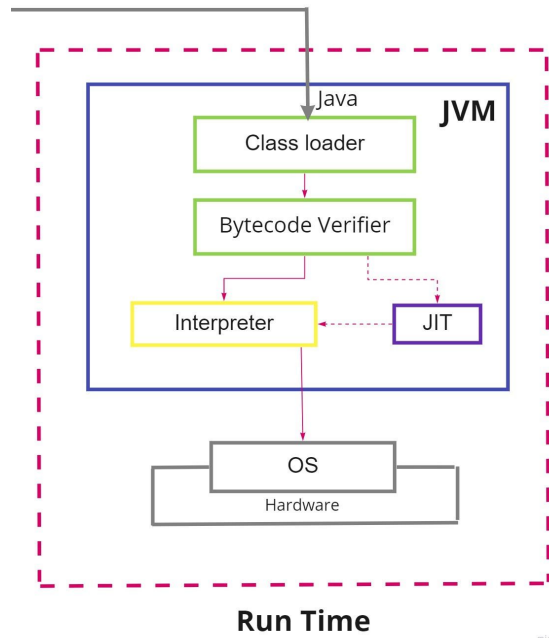 Java
JVM
Class loader
Bytecode Verifier
Interpreter
JIT
OS
Hardware
Run Time